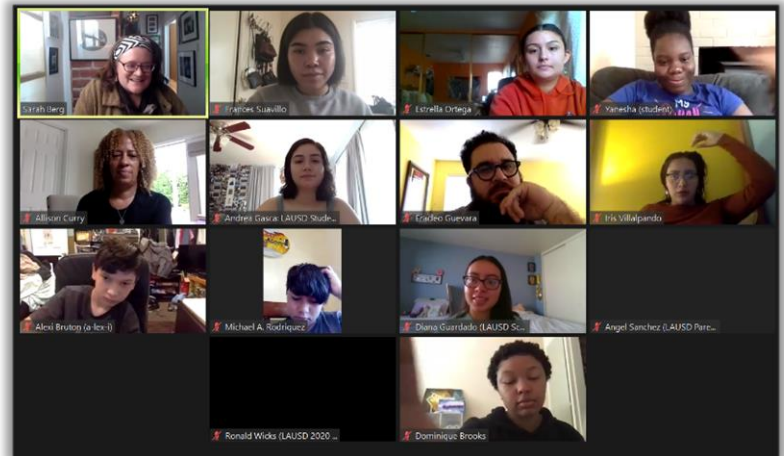 Sarah Berg
Frances Suavillo
Estrella Ortega
Yanesha (student)
Allison Curry
Andrea Gasca: LAUSD Stude...
Eradeo Guevara
Iris Villalpando
Alexi Bruton (a-lex-i)
Michael A. Rodriquez
Diana Guardado (LAUSD Sc...
Angel Sanchez (LAUSD Pare...
Ronald Wicks (LAUSD 2020 ...
Dominique Brooks